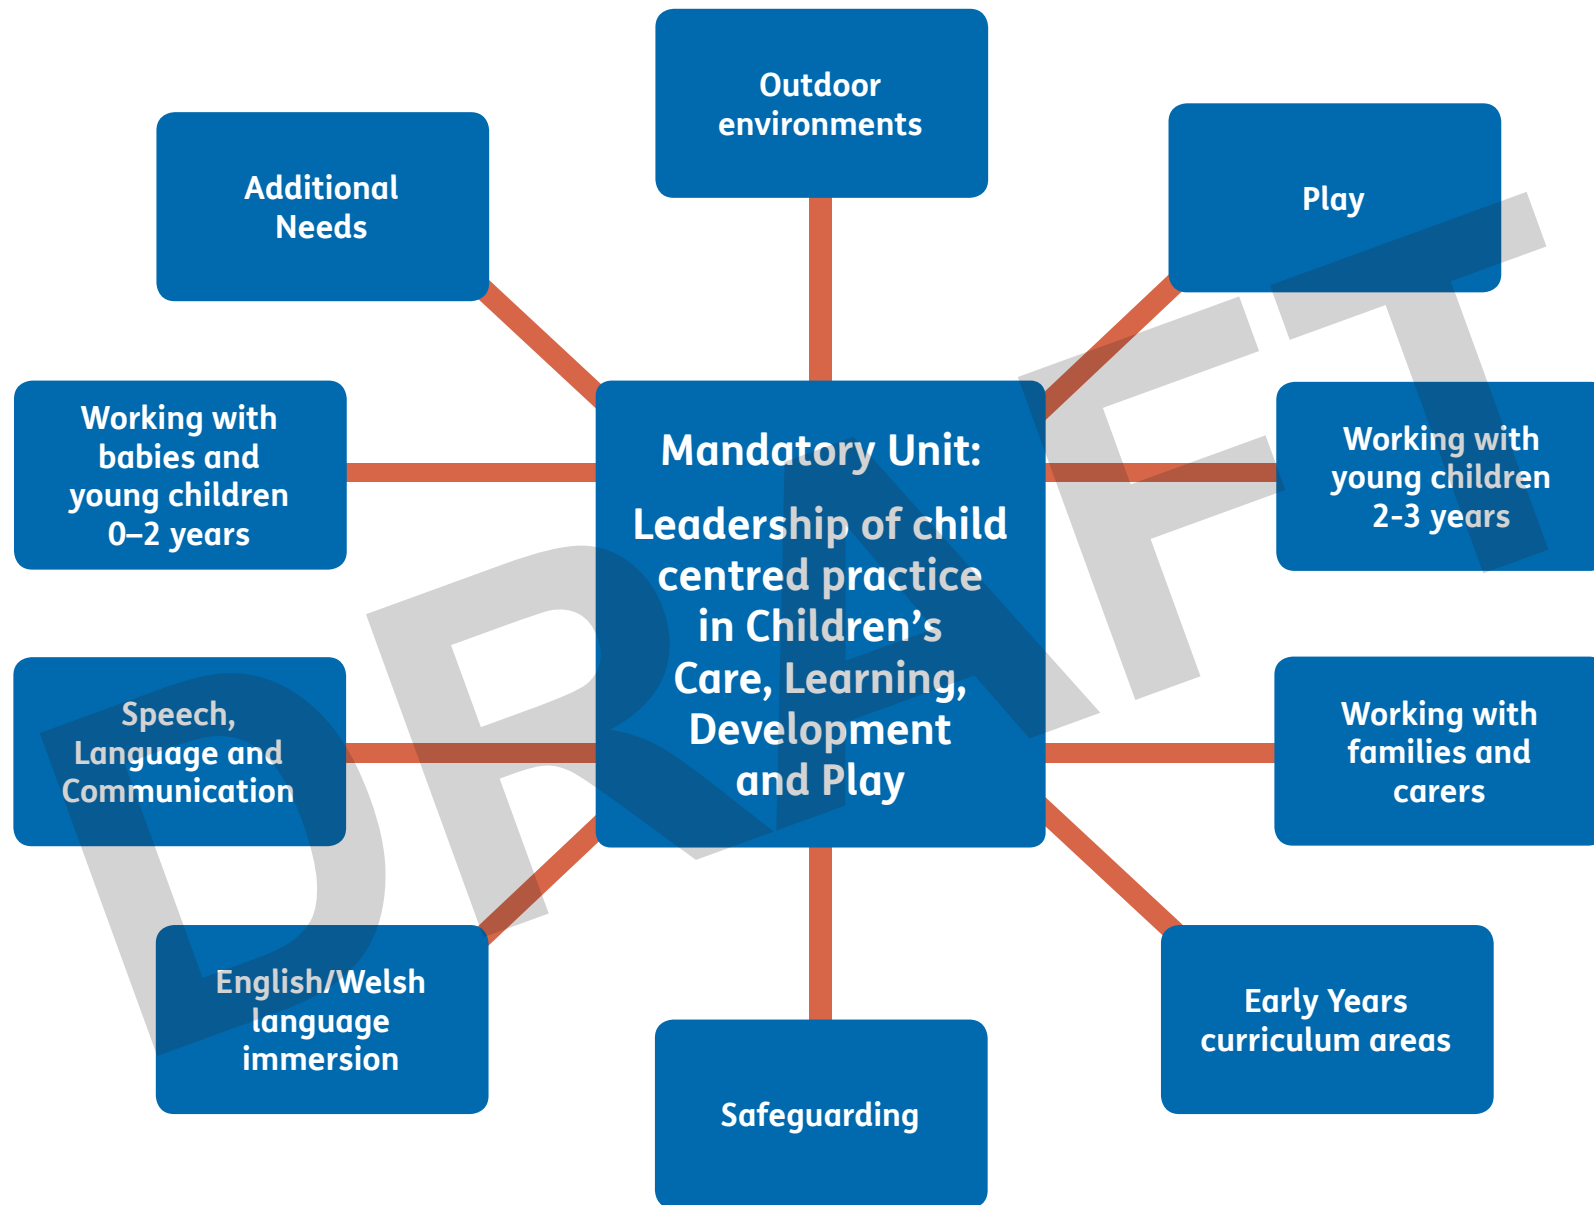 Outdoor
environments
Additional
Needs
Play
Working with
babies and
young children
0–2 years
Mandatory Unit:
Leadership of child
centred practice
in Children’s
Care, Learning,
Development
and Play
Working with
young children
2-3 years
Speech,
Language and
Communication
Working with
families and
carers
English/Welsh
language
immersion
Safeguarding
Early Years
curriculum areas
DRAFT